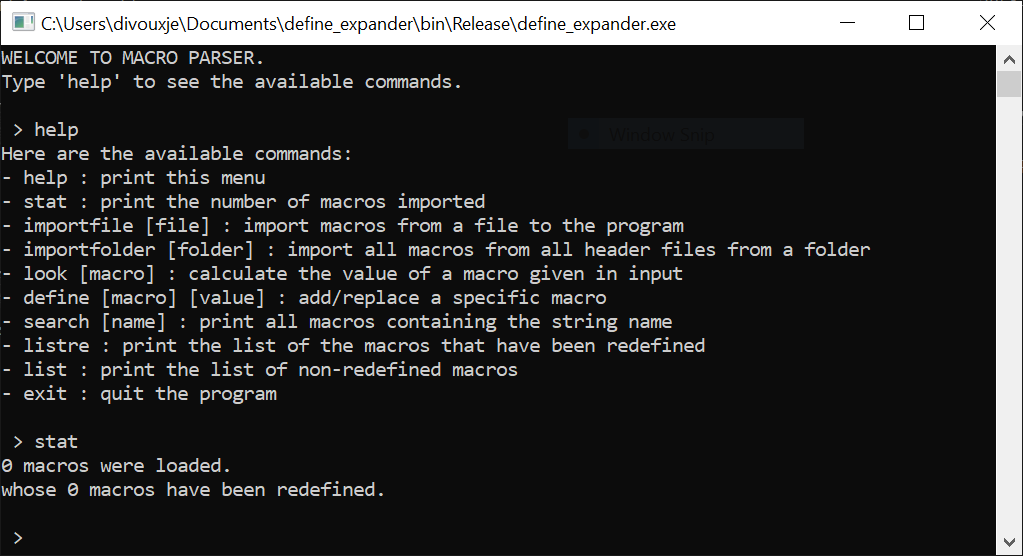 C:\Users\divouxje\Documents\define_expander\bin\Release\define_expander.exe
WELCOME TO MACRO PARSER.
Type 'help' to see the available commands.
> help
Window Snip
Here are the available commands:
- help : print this menu
- stat : print the number of macros imported
- importfile [file] : import macros from a file to the program
- importfolder [folder] : import all macros from all header files from a folder
- look [macro] : calculate the value of a macro given in input
- define [macro] [value] : add/replace a specific macro
- search [name] : print all macros containing the string name
- listre : print the list of the macros that have been redefined
- list : print the list of non-redefined macros
- exit : quit the program
> stat
0 macros were loaded.
whose 0 macros have been redefined.
>